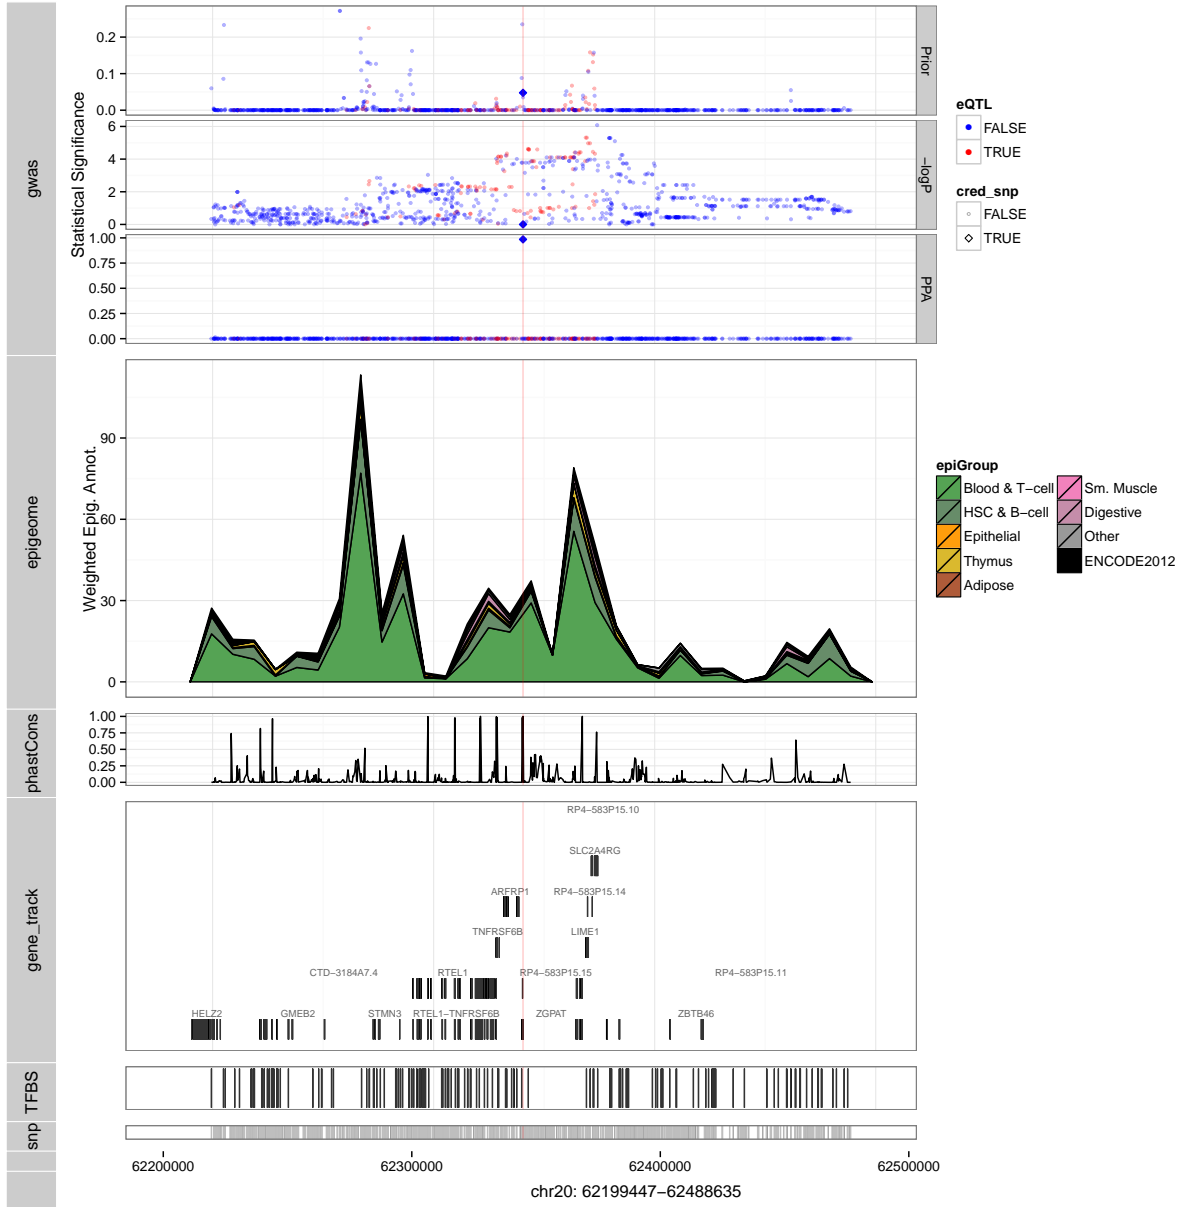 gwas
Statistical Significance
0.2
0.1
0.0
Prior
6
4
2
0
−logP
1.00
0.75
0.50
0.25
0.00
PPA
eQTL
FALSE
TRUE
cred_snp
FALSE
TRUE
epigeome
Weighted Epig. Annot.
90
60
30
0
epiGroup
Blood & T−cell
HSC & B−cell
Epithelial
Thymus
Adipose
Sm. Muscle
Digestive
Other
ENCODE2012
phastCons
1.00
0.75
0.50
0.25
0.00
gene_track
RP4−583P15.10
SLC2A4RG
ARFRP1 RP4−583P15.14
TNFRSF6B LIME1
CTD−3184A7.4 RTEL1 RP4−583P15.15 RP4−583P15.11
HELZ2 GMEB2 STMN3 RTEL1−TNFRSF6B ZGPAT ZBTB46
TFBS
snp
62200000 62300000 62400000 62500000
chr20: 62199447−62488635